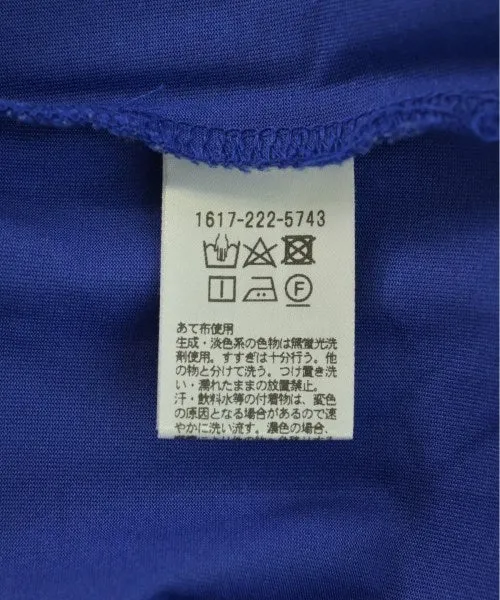 1617-222-5743
F
あて布使用
生成・淡色系の色物は無蛍光洗
剤使用。すすぎは十分行う。他
の物と分けて洗う。つけ置き洗
い・濡れたままの放置禁止。
汗・飲料水等の付着物は、変色
の原因となる場合があるので速
やかに洗い流す。濃色の場合、